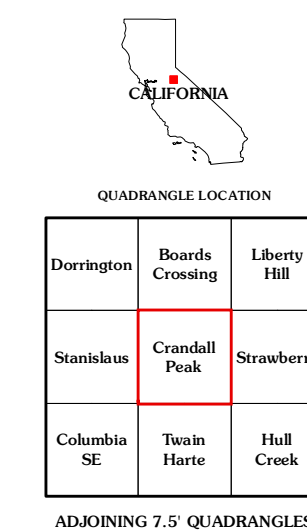 CALIFORNIA
QUADRANGLE LOCATION
Dorrington
Boards
Crossing
Liberty
Hill
Stanislaus
Crandall
Peak
Strawberr
Columbia
SE
Twain
Harte
Hull
Creek
ADJOINING 7.5' QUADRANGLES